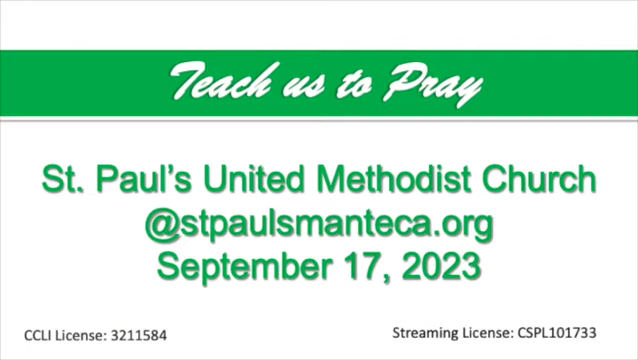 Teach us to Pray
St. Paul's United Methodist Church
@stpaulsmanteca.org
September 17, 2023
CCLI License: 3211584
Streaming License: CSPL101733